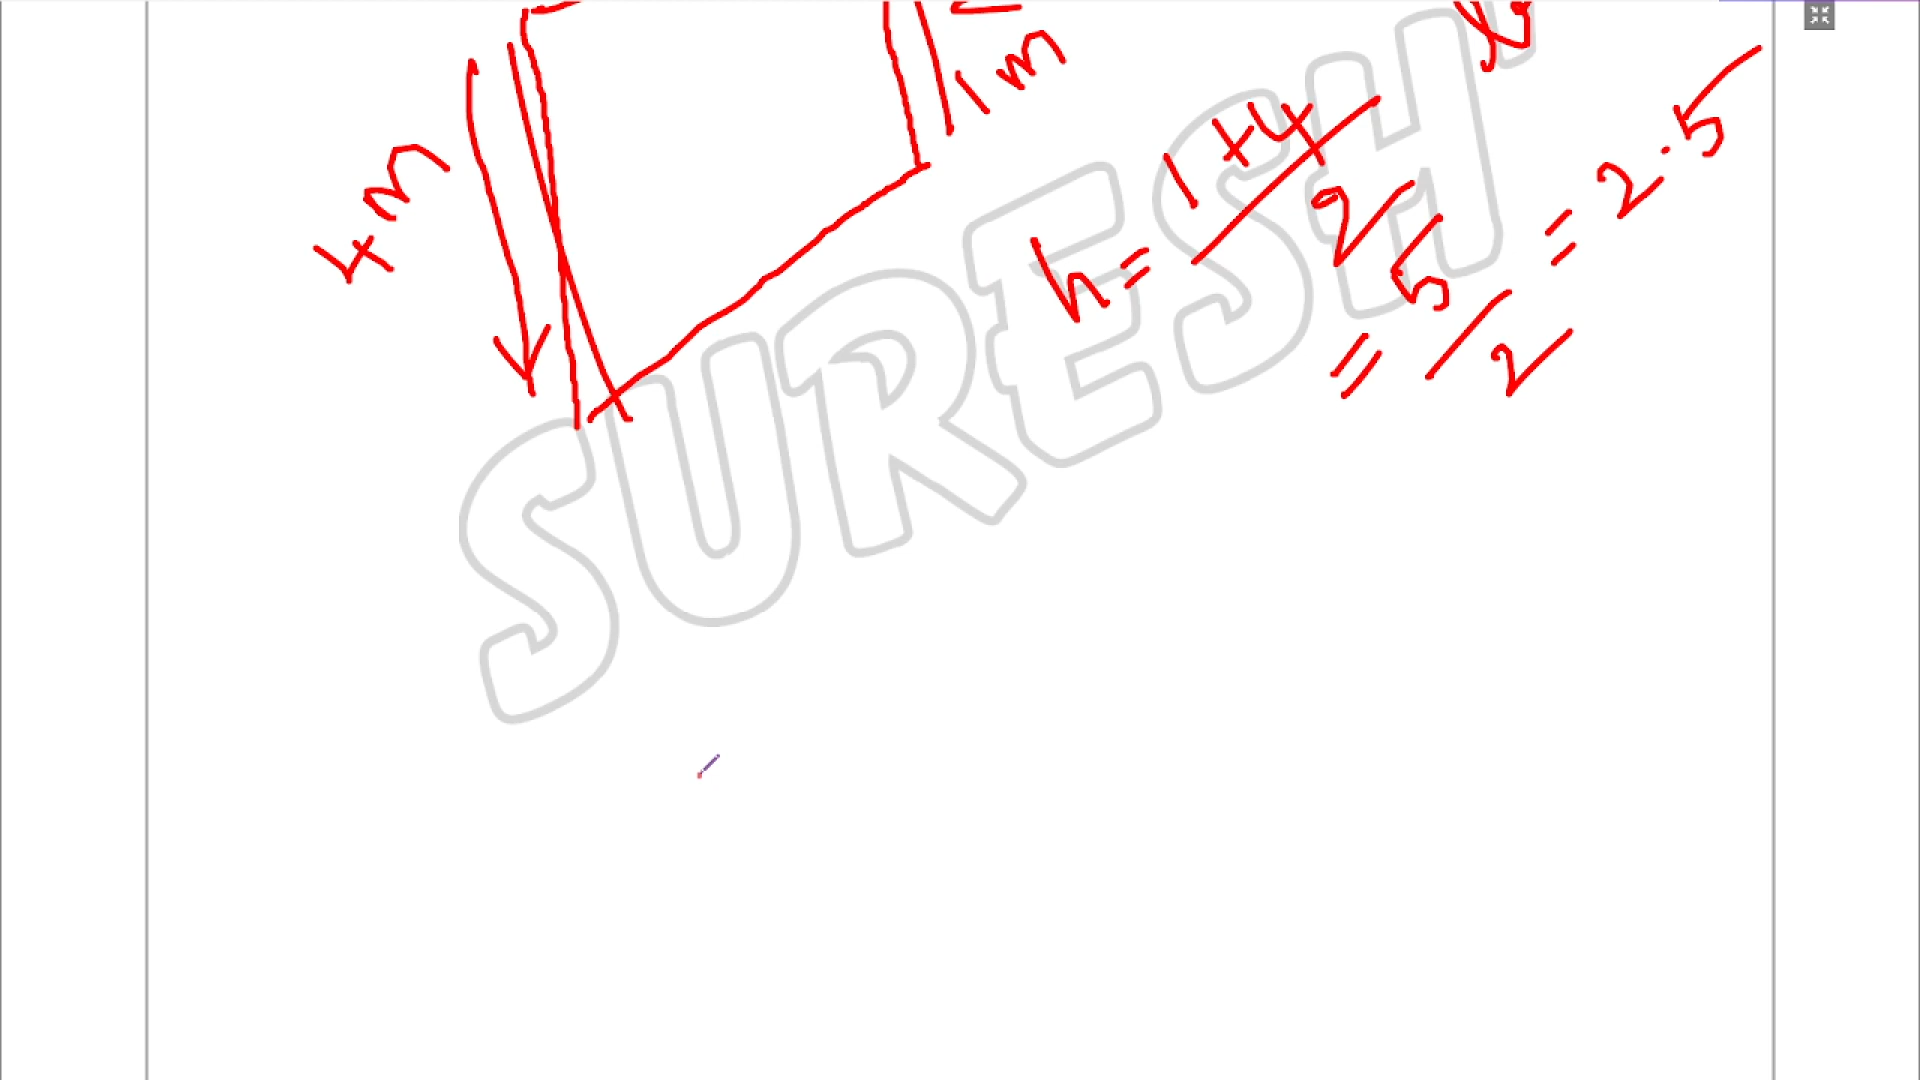 4m
1m
h = 1+4/2
= 5/2 = 2.5
SURESH